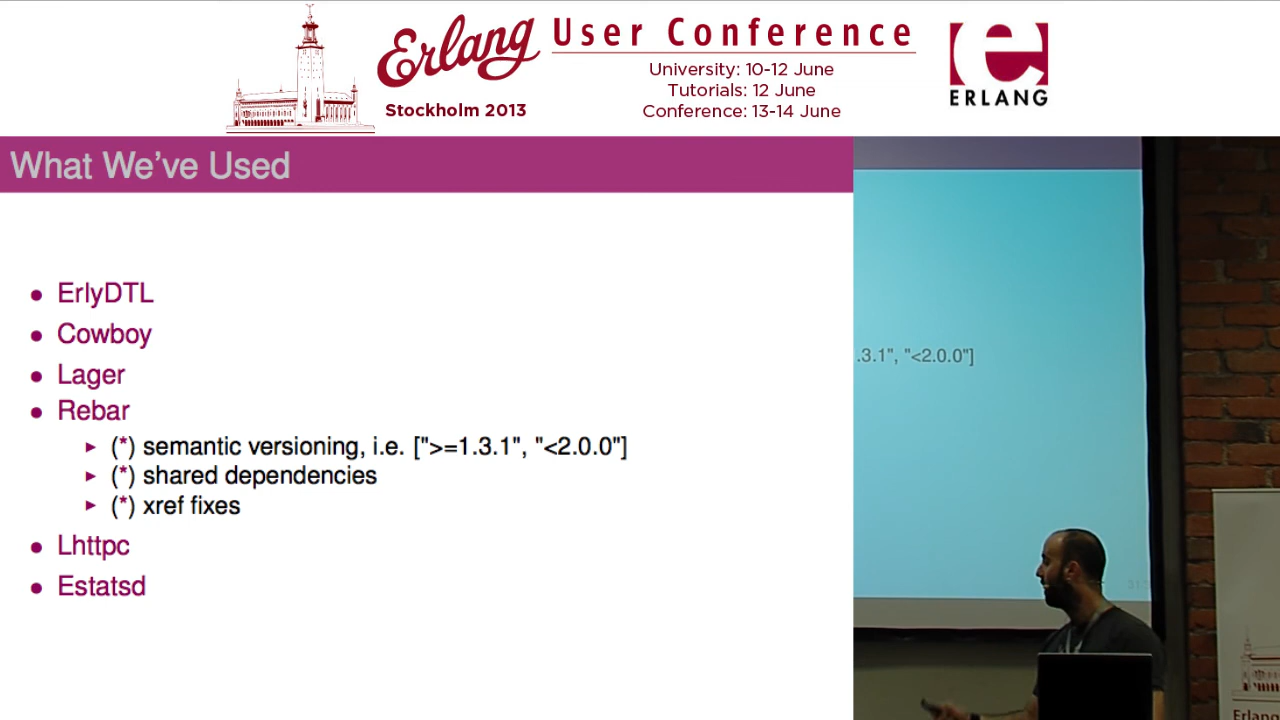 Erlang User Conference
Stockholm 2013
University: 10-12 June
Tutorials: 12 June
Conference: 13-14 June
ERLANG
What We've Used
• ErlyDTL
• Cowboy
• Lager
• Rebar
► (*) semantic versioning, i.e. [">=1.3.1", "<2.0.0"]
► (*) shared dependencies
► (*) xref fixes
• Lhttpc
• Estatsd
.3.1", "<2.0.0"]
Erlang